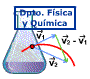 Dpto. Física
y Química
V₁
V₂ - V₁
V₂